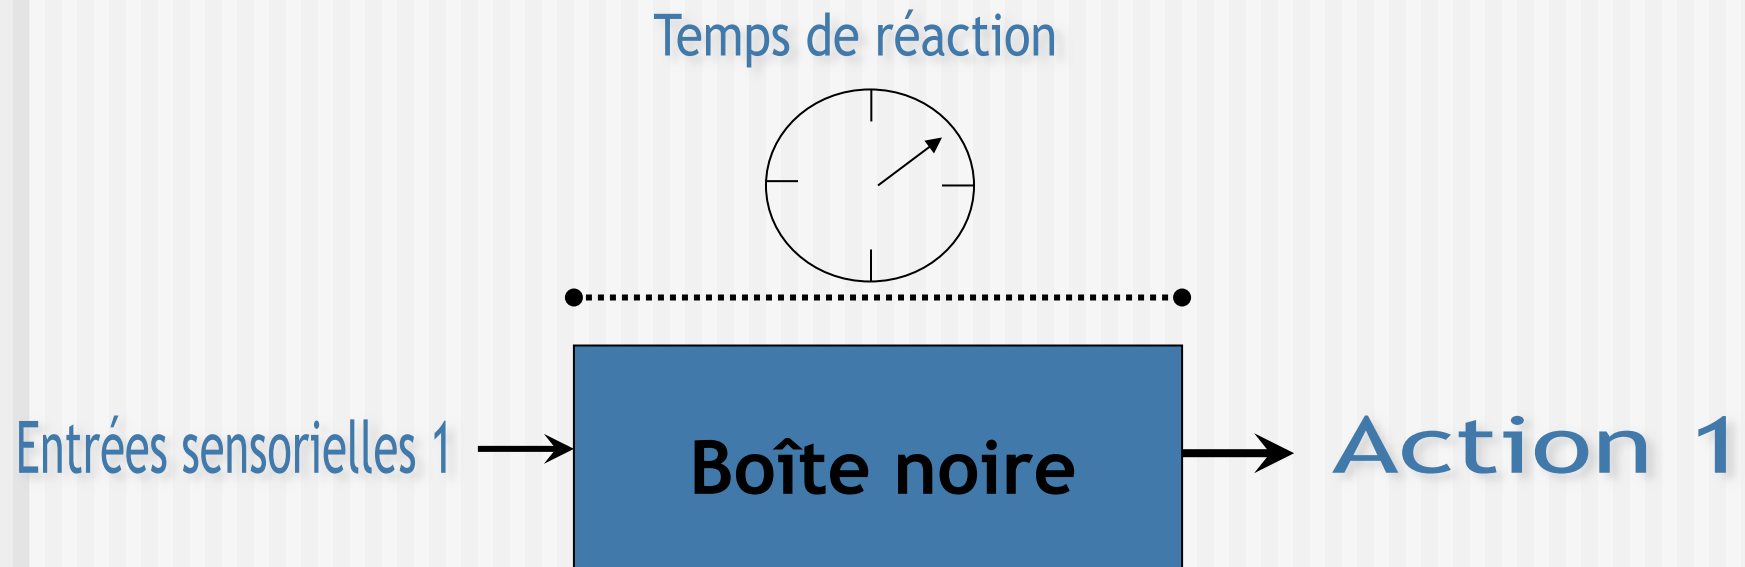 Temps de réaction
Entrées sensorielles 1
Boîte noire
Action 1